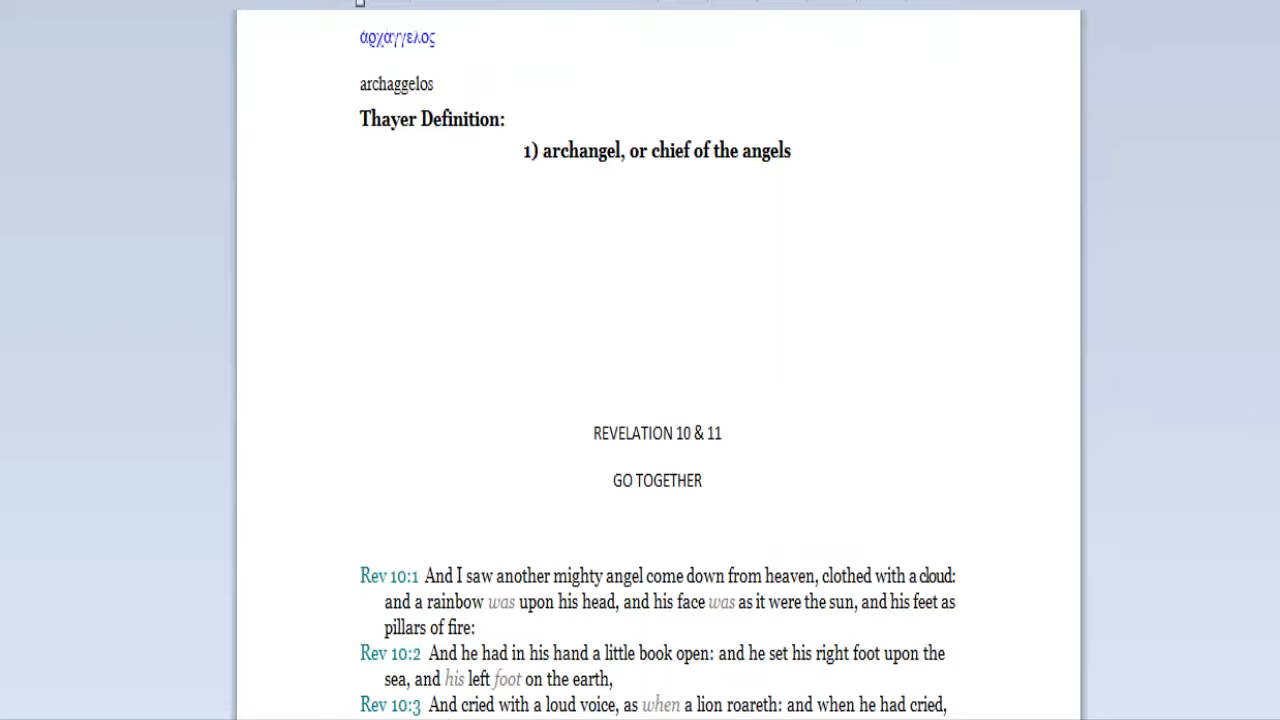 ἀρχάγγελος
archaggelos
Thayer Definition:
1) archangel, or chief of the angels
REVELATION 10 & 11
GO TOGETHER
Rev 10:1 And I saw another mighty angel come down from heaven, clothed with a cloud:
and a rainbow was upon his head, and his face was as it were the sun, and his feet as
pillars of fire:
Rev 10:2 And he had in his hand a little book open: and he set his right foot upon the
sea, and his left foot on the earth,
Rev 10:3 And cried with a loud voice, as when a lion roareth: and when he had cried,